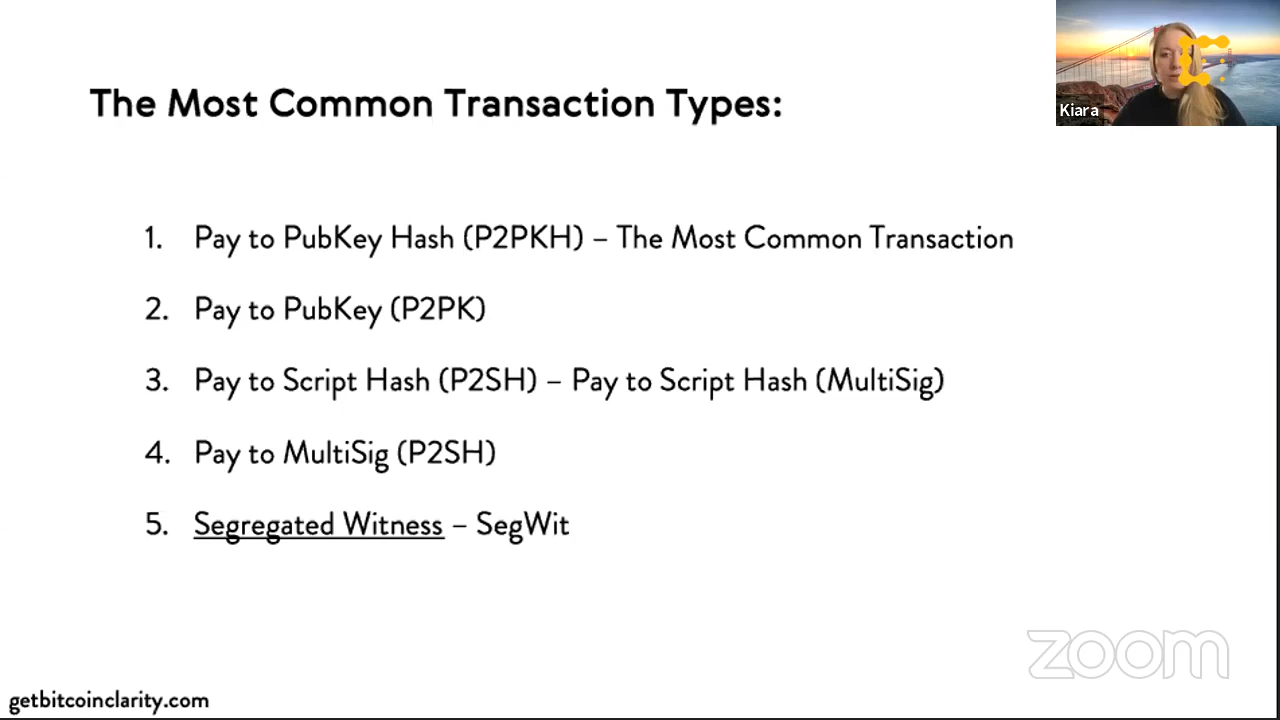 The Most Common Transaction Types:
Kiara
1. Pay to PubKey Hash (P2PKH) – The Most Common Transaction
2. Pay to PubKey (P2PK)
3. Pay to Script Hash (P2SH) – Pay to Script Hash (MultiSig)
4. Pay to MultiSig (P2SH)
5. Segregated Witness – SegWit
zoom
getbitcoinclarity.com